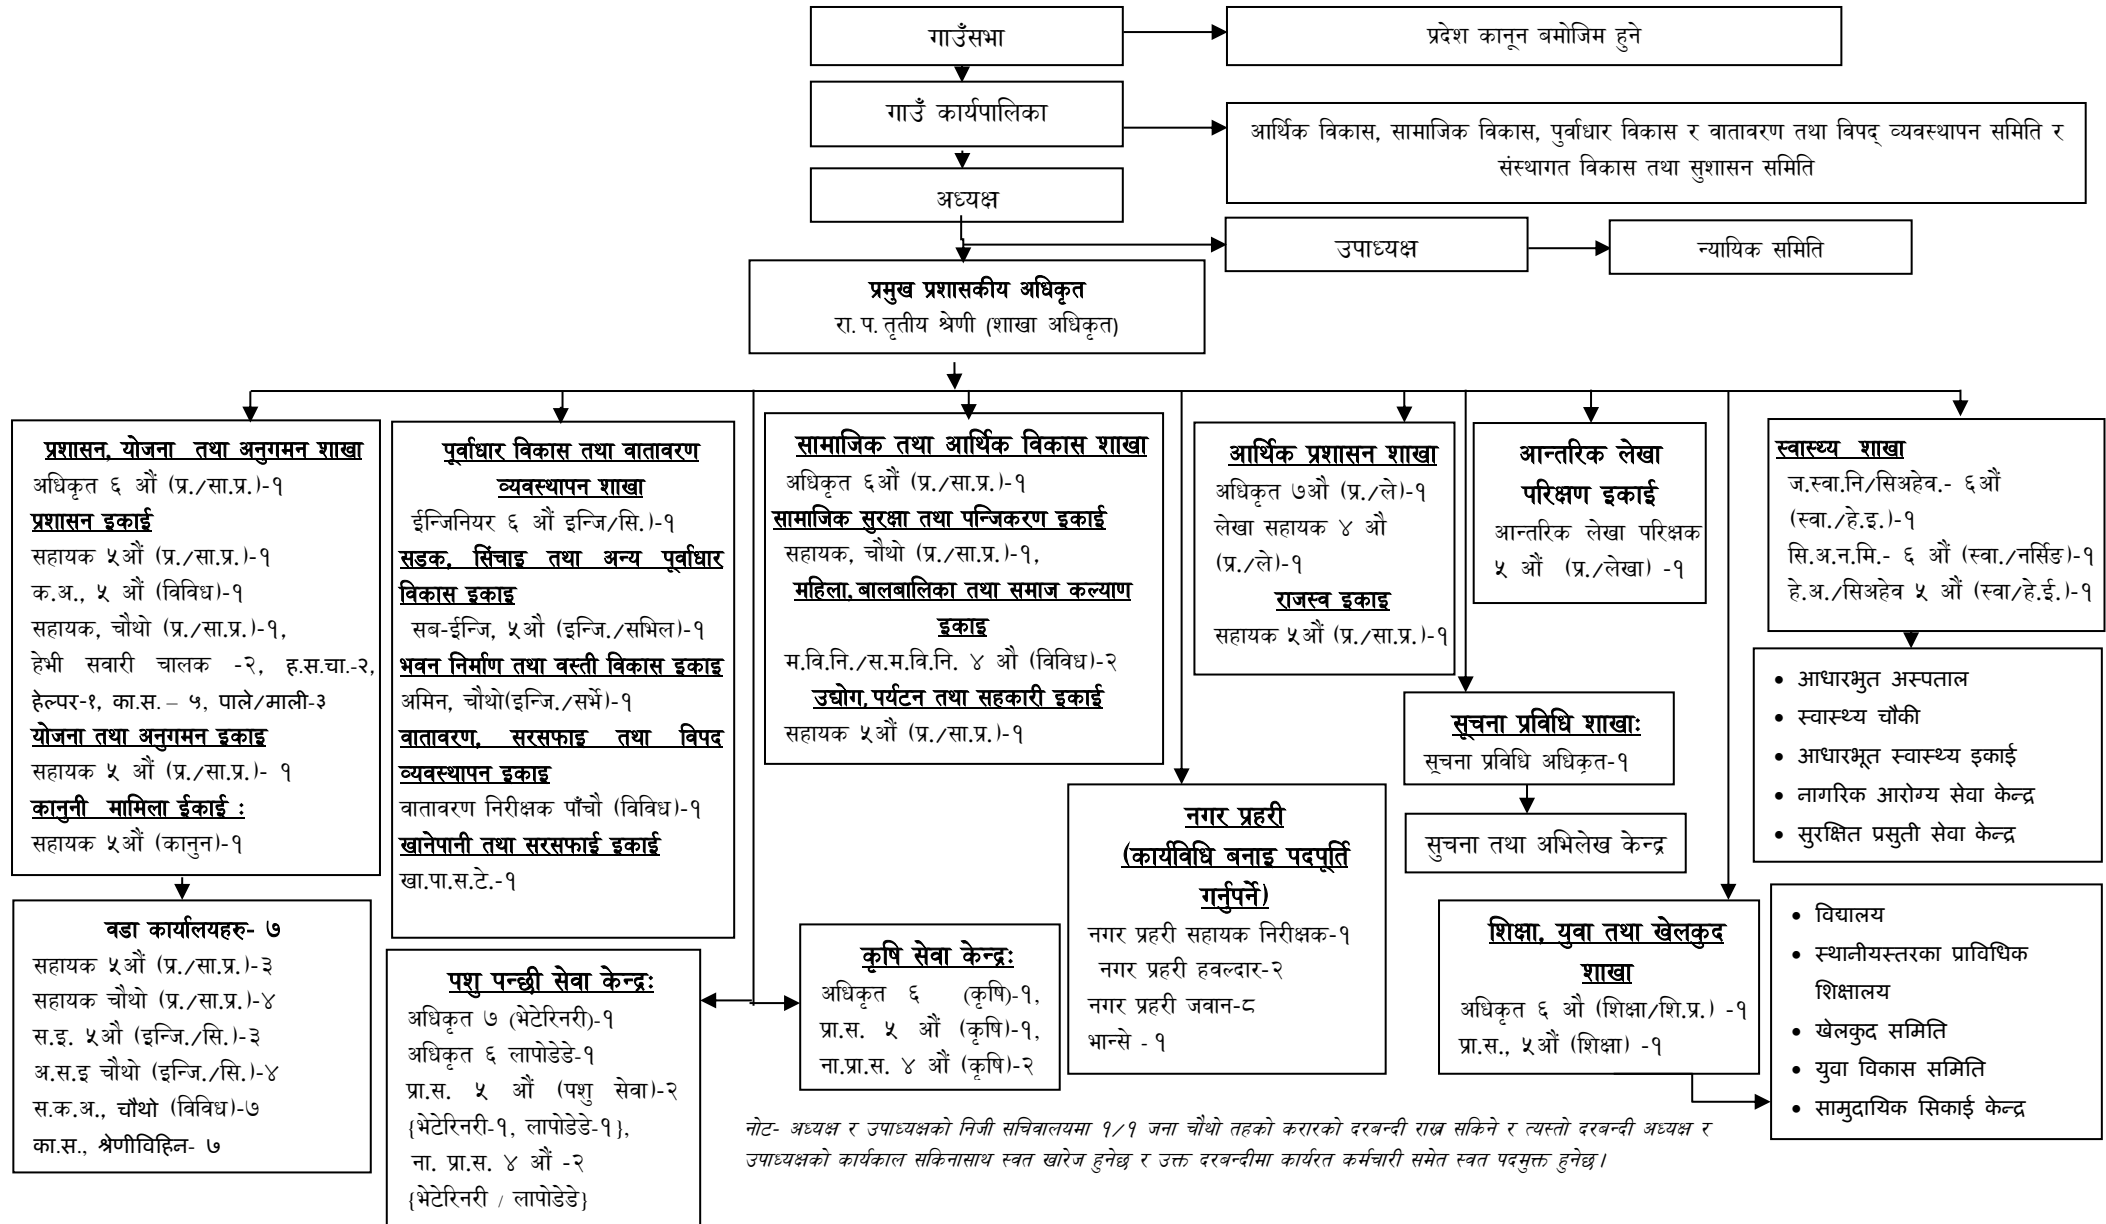 गाउँसभा
प्रदेश कानून बमोजिम हुने
गाउँ कार्यपालिका
आर्थिक विकास, सामाजिक विकास, पुर्वाधार विकास र वातावरण तथा विपद् व्यवस्थापन समिति र
संस्थागत विकास तथा सुशासन समिति
अध्यक्ष
उपाध्यक्ष
न्यायिक समिति
प्रमुख प्रशासकीय अधिकृत
रा. प. तृतीय श्रेणी (शाखा अधिकृत)
प्रशासन, योजना तथा अनुगमन शाखा
अधिकृत ६ औं (प्र./सा.प्र.)-१
प्रशासन इकाई
सहायक ५औं (प्र./सा.प्र.)-१
क.अ., ५ औं (विविध)-१
सहायक, चौथो (प्र./सा.प्र.)-१,
हेभी सवारी चालक -२, ह.स.चा.-२,
हेल्पर-१, का.स. – ५, पाले/माली-३
योजना तथा अनुगमन इकाइ
सहायक ५ औं (प्र./सा.प्र.)- १
कानुनी मामिला ईकाई :
सहायक ५औं (कानुन)-१
वडा कार्यालयहरु- ७
सहायक ५औं (प्र./सा.प्र.)-३
सहायक चौथो (प्र./सा.प्र.)-४
स.इ. ५औ (इन्जि./सि.)-३
अ.स.इ चौथो (इन्जि./सि.)-४
स.क.अ., चौथो (विविध)-७
का.स., श्रेणीविहिन- ७
पूर्वाधार विकास तथा वातावरण
व्यवस्थापन शाखा
ईन्जिनियर ६ औं इन्जि/सि.)-१
सडक, सिंचाइ तथा अन्य पूर्वाधार
विकास इकाइ
सब-ईन्जि, ५औ (इन्जि./सभिल)-१
भवन निर्माण तथा वस्ती विकास इकाइ
अमिन, चौथो(इन्जि./सर्भे)-१
वातावरण, सरसफाइ तथा विपद
व्यवस्थापन इकाइ
वातावरण निरीक्षक पाँचौ (विविध)-१
खानेपानी तथा सरसफाई इकाई
खा.पा.स.टे.-१
पशु पन्छी सेवा केन्द्रः
अधिकृत ७ (भेटेरिनरी)-१
अधिकृत ६ लापोडेडे-१
प्रा.स. ५ औं (पशु सेवा)-२
{भेटेरिनरी-१, लापोडेडे-१},
ना. प्रा.स. ४ औं -२
{भेटेरिनरी / लापोडेडे}
सामाजिक तथा आर्थिक विकास शाखा
अधिकृत ६औं (प्र./सा.प्र.)-१
सामाजिक सुरक्षा तथा पन्जिकरण इकाई
सहायक, चौथो (प्र./सा.प्र.)-१,
महिला, बालबालिका तथा समाज कल्याण
इकाइ
म.वि.नि./स.म.वि.नि. ४ औ (विविध)-२
उद्योग, पर्यटन तथा सहकारी इकाई
सहायक ५औं (प्र./सा.प्र.)-१
कृषि सेवा केन्द्रः
अधिकृत ६ (कृषि)-१,
प्रा.स. ५ औं (कृषि)-१,
ना.प्रा.स. ४ औं (कृषि)-२
नगर प्रहरी
(कार्यविधि बनाइ पदपूर्ति
गर्नुपर्ने)
नगर प्रहरी सहायक निरीक्षक-१
नगर प्रहरी हवल्दार-२
नगर प्रहरी जवान-८
भान्से - १
आर्थिक प्रशासन शाखा
अधिकृत ७औ (प्र./ले)-१
लेखा सहायक ४ औ
(प्र./ले)-१
राजस्व इकाइ
सहायक ५औं (प्र./सा.प्र.)-१
आन्तरिक लेखा
परिक्षण इकाई
आन्तरिक लेखा परिक्षक
५ औं (प्र./लेखा) -१
सूचना प्रविधि शाखाः
सूचना प्रविधि अधिकृत-१
सुचना तथा अभिलेख केन्द्र
शिक्षा, युवा तथा खेलकुद
शाखा
अधिकृत ६ औ (शिक्षा/शि.प्र.) -१
प्रा.स., ५औं (शिक्षा) -१
स्वास्थ्य शाखा
ज.स्वा.नि/सिअहेव.- ६औं
(स्वा./हे.इ.)-१
सि.अ.न.मि.- ६ औं (स्वा./नर्सिङ)-१
हे.अ./सिअहेव ५ औं (स्वा/हे.ई.)-१
• आधारभुत अस्पताल
• स्वास्थ्य चौकी
• आधारभूत स्वास्थ्य इकाई
• नागरिक आरोग्य सेवा केन्द्र
• सुरक्षित प्रसुती सेवा केन्द्र
• विद्यालय
• स्थानीयस्तरका प्राविधिक
शिक्षालय
• खेलकुद समिति
• युवा विकास समिति
• सामुदायिक सिकाई केन्द्र
नोट- अध्यक्ष र उपाध्यक्षको निजी सचिवालयमा १/१ जना चौथो तहको करारको दरबन्दी राख्न सकिने र त्यस्तो दरबन्दी अध्यक्ष र
उपाध्यक्षको कार्यकाल सकिनासाथ स्वत खारेज हुनेछ र उक्त दरबन्दीमा कार्यरत कर्मचारी समेत स्वत पदमुक्त हुनेछ।